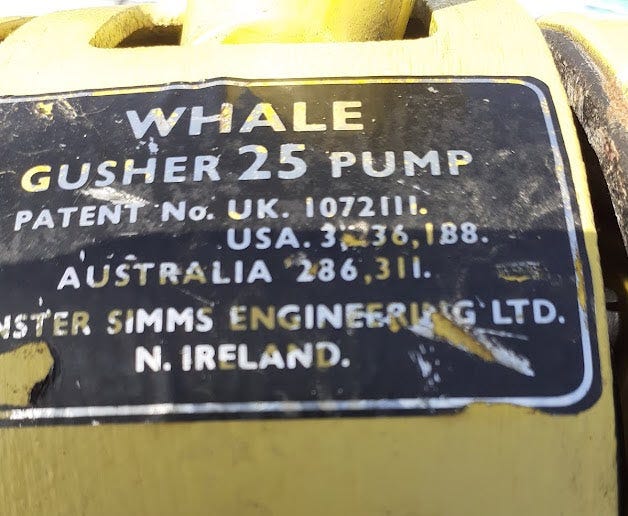 WHALE
GUSHER 25 PUMP
PATENT No. UK. 1072111.
USA. 3,236,188.
AUSTRALIA 286,311.
NSTER SIMMS ENGINEERING LTD.
N. IRELAND.